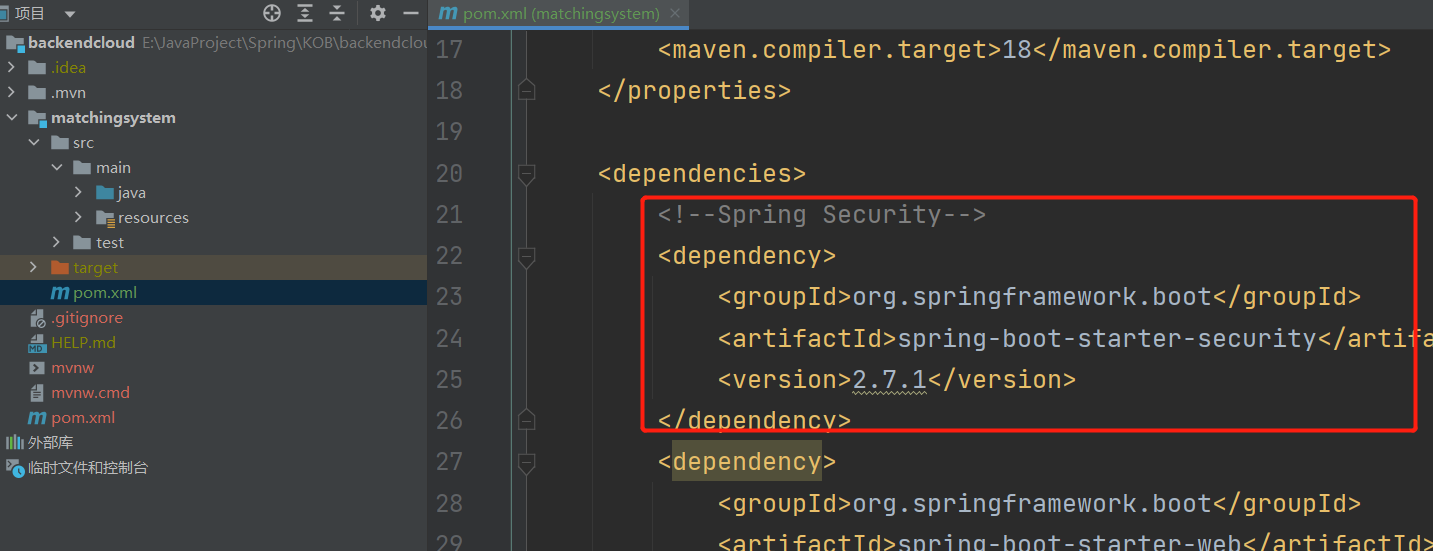 项目
pom.xml (matchingsystem)
backendcloud E:\JavaProject\Spring\KOB\backendclou
.idea
.mvn
matchingsystem
src
main
java
resources
test
target
pom.xml
.gitignore
HELP.md
mvnw
mvnw.cmd
pom.xml
外部库
临时文件和控制台
17 <maven.compiler.target>18</maven.compiler.target>
18 </properties>
19
20 <dependencies>
21 <!--Spring Security-->
22 <dependency>
23 <groupId>org.springframework.boot</groupId>
24 <artifactId>spring-boot-starter-security</artifa
25 <version>2.7.1</version>
26 </dependency>
27 <dependency>
28 <groupId>org.springframework.boot</groupId>
29 <artifactId>spring-boot-starter-web</artifactId>